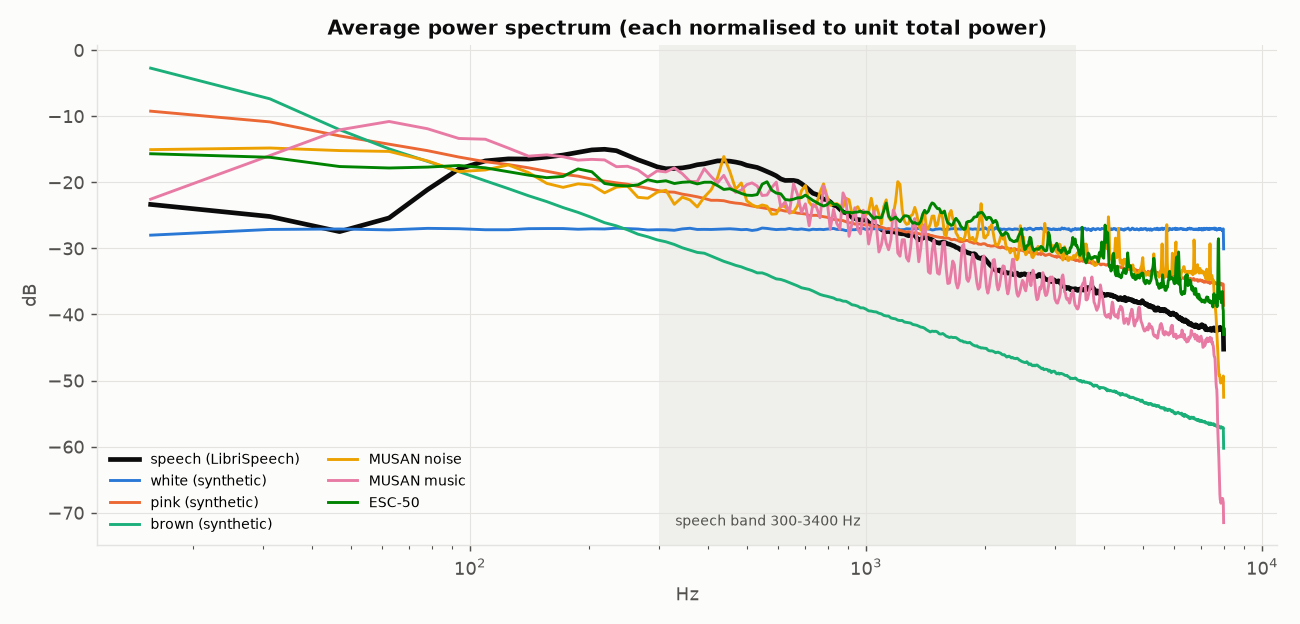 Average power spectrum (each normalised to unit total power)
0
−10
−20
−30
−40
−50
−60
−70
dB
speech (LibriSpeech)
white (synthetic)
pink (synthetic)
brown (synthetic)
MUSAN noise
MUSAN music
ESC-50
speech band 300-3400 Hz
10²
10³
10⁴
Hz